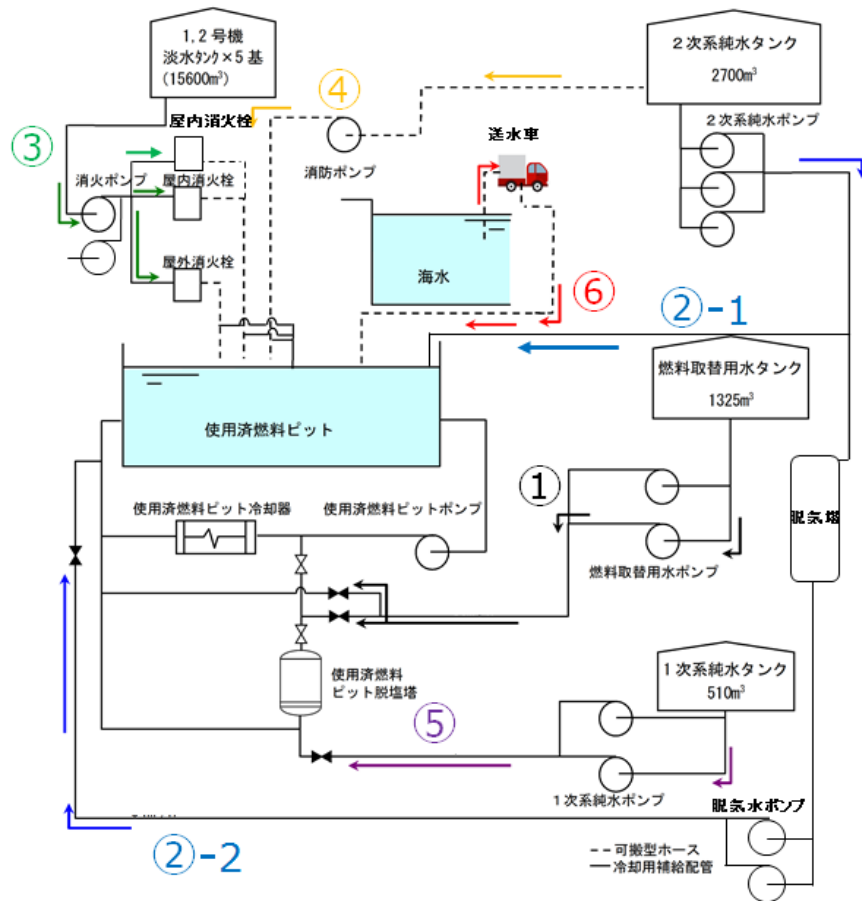 1,2号機
淡水タンク×5基
(15600m³)
2次系純水タンク
2700m³
④
屋内消火栓
送水車
2次系純水ポンプ
③
消火ポンプ
屋内消火栓
消防ポンプ
屋外消火栓
海水
⑥
②-1
燃料取替用水タンク
1325m³
使用済燃料ピット
①
使用済燃料ピット冷却器
使用済燃料ピットポンプ
脱気塔
燃料取替用水ポンプ
使用済燃料
ピット脱塩塔
1次系純水タンク
510m³
⑤
1次系純水ポンプ
脱気水ポンプ
②-2
可搬型ホース
冷却用補給配管